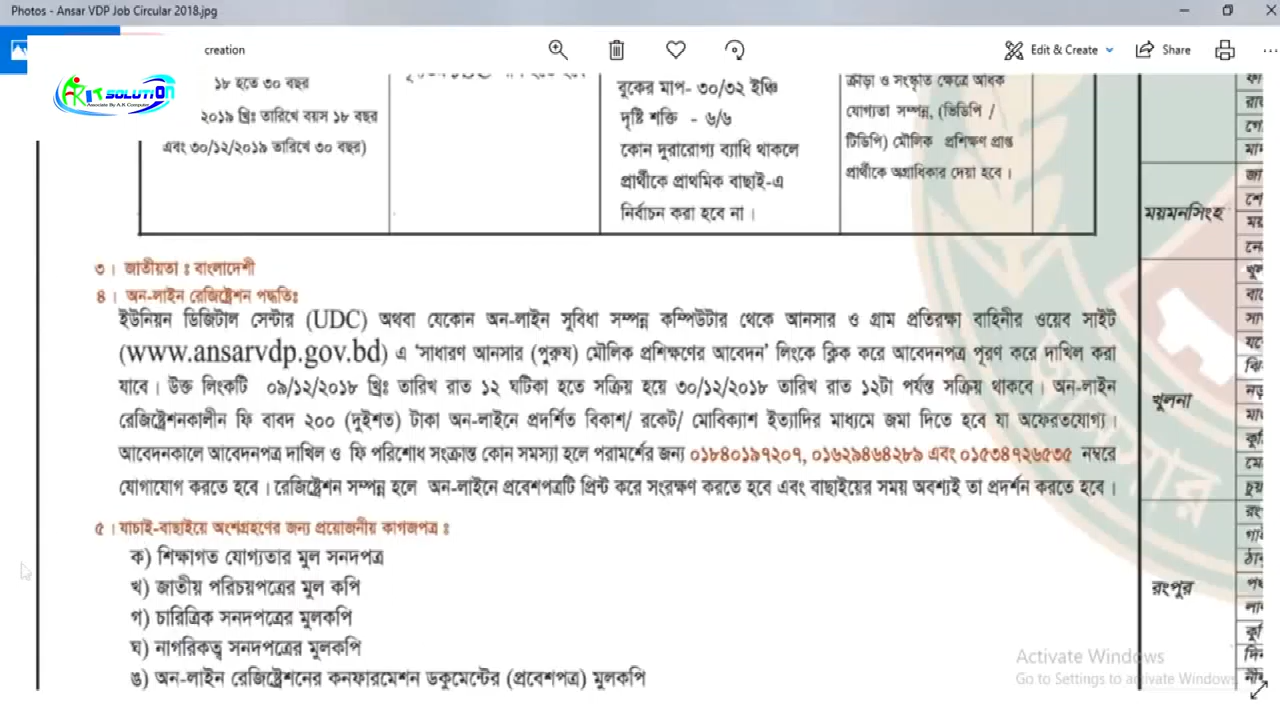 Photos - Ansar VDP Job Circular 2018.jpg
creation
Edit & Create
Share
IT SOLUTION
Associate By A.K Computer
১৮ হতে ৩০ বছর
২০১৯ খ্রিঃ তারিখে বয়স ১৮ বছর
এবং ৩০/১২/২০১৯ তারিখে ৩০ বছর)
বুকের মাপ- ৩০/৩২ ইঞ্চি
দৃষ্টি শক্তি - ৬/৬
কোন দুরারোগ্য ব্যাধি থাকলে
প্রার্থীকে প্রাথমিক বাছাই-এ
নির্বাচন করা হবে না।
ক্রীড়া ও সংস্কৃতি ক্ষেত্রে অধিক
যোগ্যতা সম্পন্ন, (ভিডিপি /
টিডিপি) মৌলিক প্রশিক্ষণ প্রাপ্ত
প্রার্থীকে অগ্রাধিকার দেয়া হবে।
৩। জাতীয়তা ঃ বাংলাদেশী
৪। অন-লাইন রেজিষ্ট্রেশন পদ্ধতিঃ
ইউনিয়ন ডিজিটাল সেন্টার (UDC) অথবা যেকোন অন-লাইন সুবিধা সম্পন্ন কম্পিউটার থেকে আনসার ও গ্রাম প্রতিরক্ষা বাহিনীর ওয়েব সাইট
(www.ansarvdp.gov.bd) এ ‘সাধারণ আনসার (পুরুষ) মৌলিক প্রশিক্ষণের আবেদন’ লিংকে ক্লিক করে আবেদনপত্র পূরণ করে দাখিল করা
যাবে। উক্ত লিংকটি ০৯/১২/২০১৮ খ্রিঃ তারিখ রাত ১২ ঘটিকা হতে সক্রিয় হয়ে ৩০/১২/২০১৮ তারিখ রাত ১২টা পর্যন্ত সক্রিয় থাকবে। অন-লাইন
রেজিষ্ট্রেশনকালীন ফি বাবদ ২০০ (দুইশত) টাকা অন-লাইনে প্রদর্শিত বিকাশ/ রকেট/ মোবিক্যাশ ইত্যাদির মাধ্যমে জমা দিতে হবে যা অফেরতযোগ্য।
আবেদনকালে আবেদনপত্র দাখিল ও ফি পরিশোধ সংক্রান্ত কোন সমস্যা হলে পরামর্শের জন্য ০১৮৪০১৯৭২০৭, ০১৬২৯৪৬৪২৮৯ এবং ০১৫৩৪৭২৬৫৩৫ নম্বরে
যোগাযোগ করতে হবে। রেজিষ্ট্রেশন সম্পন্ন হলে অন-লাইনে প্রবেশপত্রটি প্রিন্ট করে সংরক্ষণ করতে হবে এবং বাছাইয়ের সময় অবশ্যই তা প্রদর্শন করতে হবে।
৫। যাচাই-বাছাইয়ে অংশগ্রহণের জন্য প্রয়োজনীয় কাগজপত্র ঃ
ক) শিক্ষাগত যোগ্যতার মূল সনদপত্র
খ) জাতীয় পরিচয়পত্রের মূল কপি
গ) চারিত্রিক সনদপত্রের মুলকপি
ঘ) নাগরিকত্ব সনদপত্রের মুলকপি
ঙ) অন-লাইন রেজিষ্ট্রেশনের কনফারমেশন ডকুমেন্টের (প্রবেশপত্র) মুলকপি
ময়মনসিংহ
খুলনা
রংপুর
Activate Windows
Go to Settings to activate Windows.